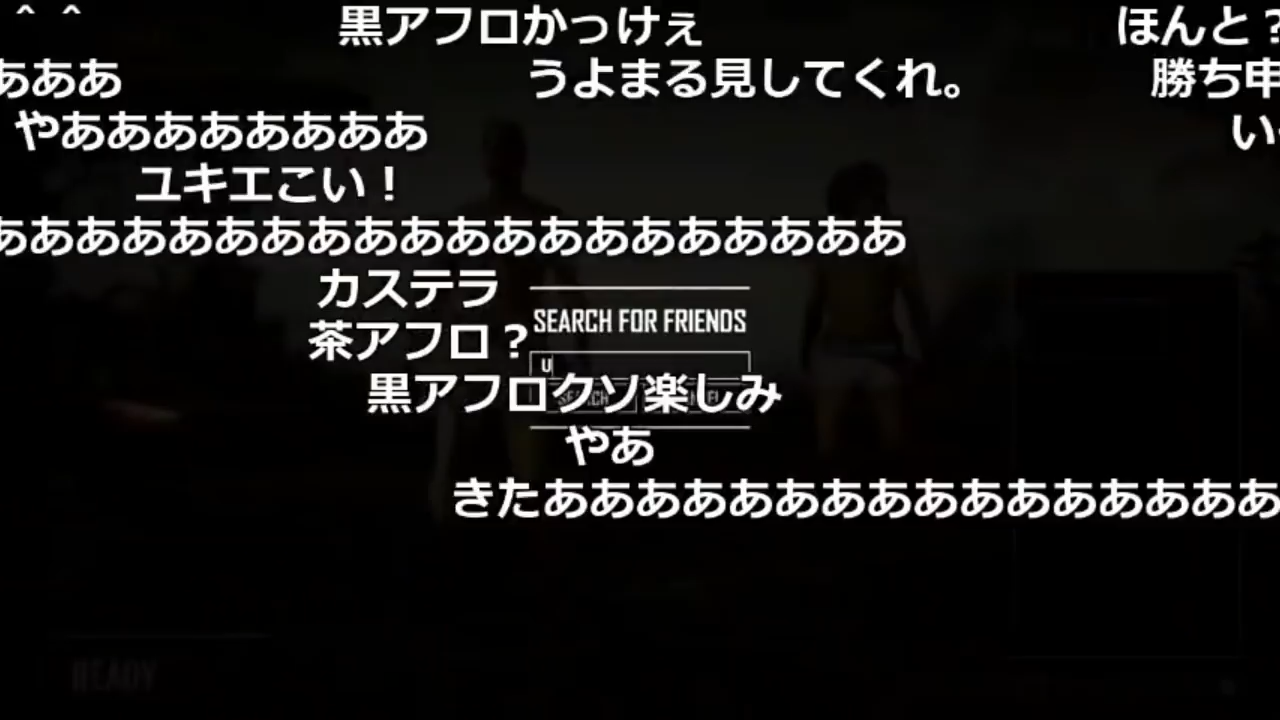 ^ ^
黒アフロかっけぇ
ほんと？
あああ
うよまる見してくれ。
勝ち申
やああああああああ
い
ユキエこい！
ああああああああああああああああああああ
カステラ
SEARCH FOR FRIENDS
茶アフロ？
U
黒アフロクソ楽しみ
SEARCH
やあ
きたああああああああああああああああ
READY